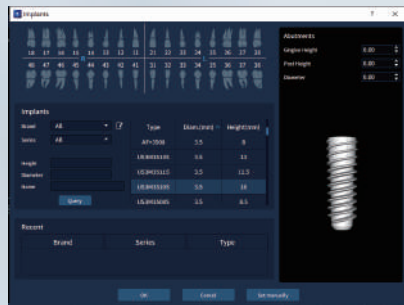 Implants ? X
18 17 16 15 14 13 12 11 21 22 23 24 25 26 27 28
R L
48 47 46 45 44 43 42 41 31 32 33 34 35 36 37 38
Abutments
Gingiva Height 0.00
Post Height 0.00
Diameter 0.00
Implants
Brand All
Series All
Type Diam.(mm) Height(mm)
3.5 8
3.5 13
Height
3.5 11.5
Diameter
3.5 10
Name
3.5 8.5
Query
Recent
Brand Series Type
OK Cancel Set manually